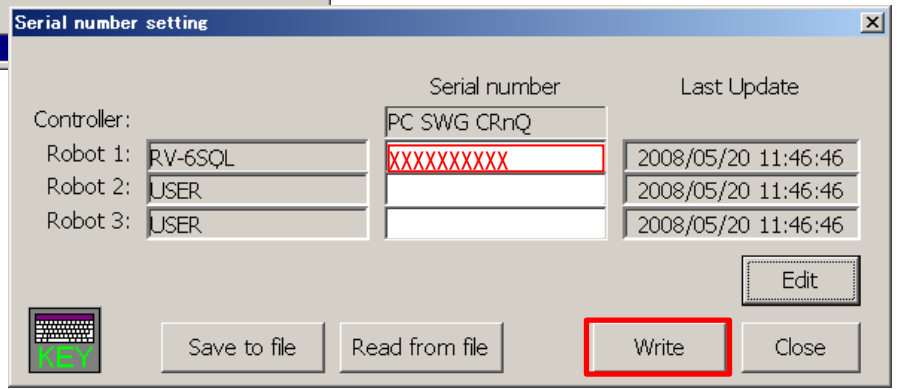 Serial number setting
Serial number Last Update
Controller: PC SWG CRnQ
Robot 1: RV-6SQL XXXXXXXXXX 2008/05/20 11:46:46
Robot 2: USER 2008/05/20 11:46:46
Robot 3: USER 2008/05/20 11:46:46
Edit
KEY Save to file Read from file Write Close